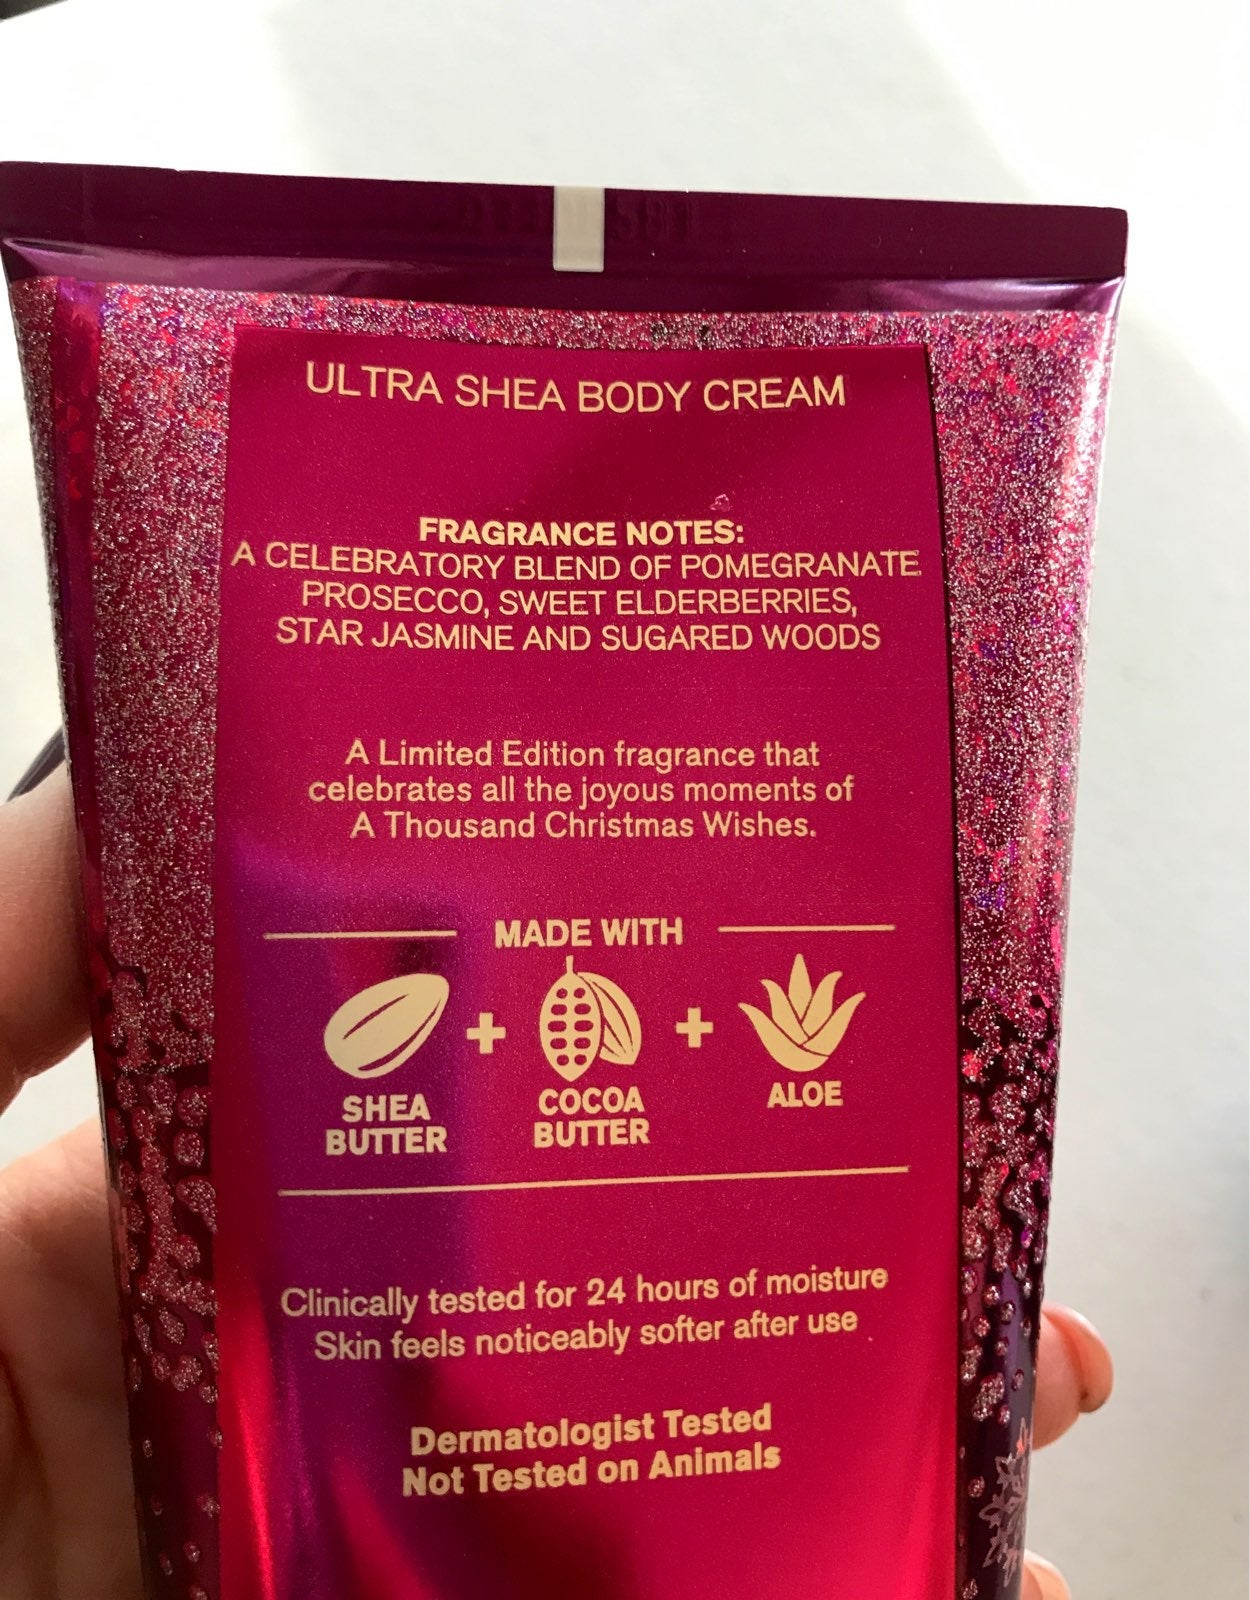 ULTRA SHEA BODY CREAM
FRAGRANCE NOTES:
A CELEBRATORY BLEND OF POMEGRANATE
PROSECCO, SWEET ELDERBERRIES,
STAR JASMINE AND SUGARED WOODS
A Limited Edition fragrance that
celebrates all the joyous moments of
A Thousand Christmas Wishes.
MADE WITH
SHEA
BUTTER
+
COCOA
BUTTER
+
ALOE
Clinically tested for 24 hours of moisture
Skin feels noticeably softer after use
Dermatologist Tested
Not Tested on Animals